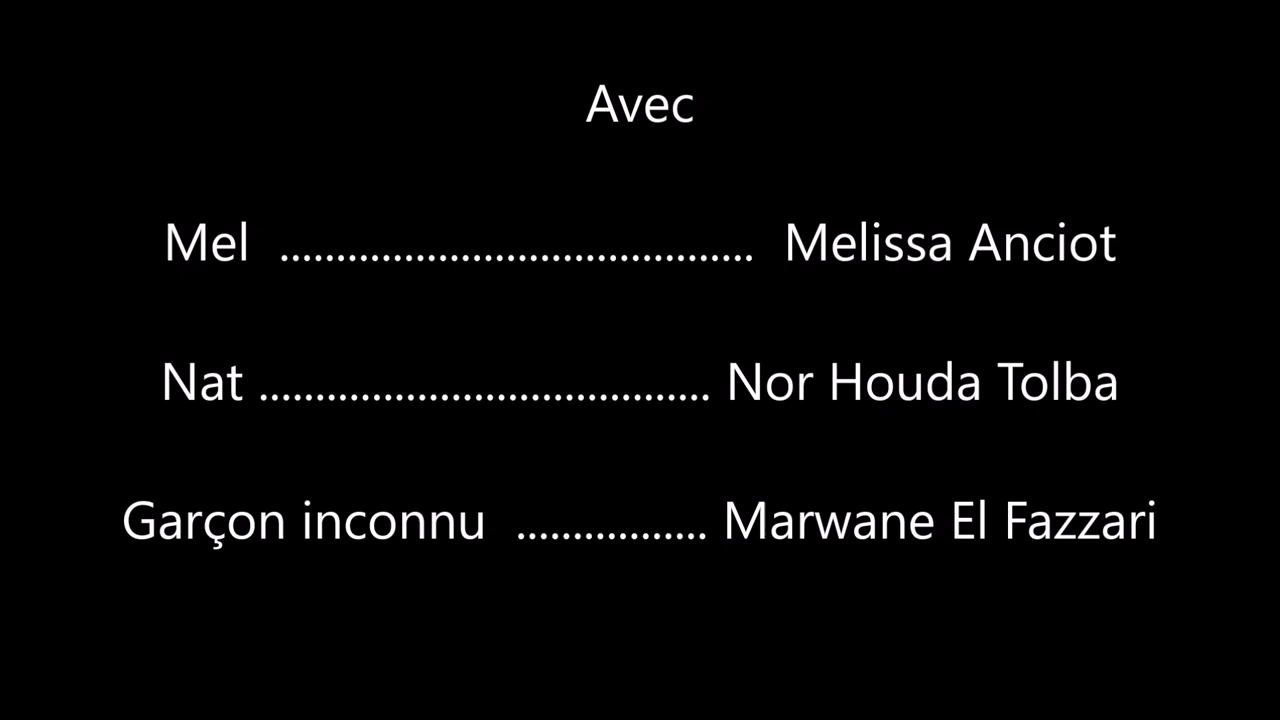 Avec
Mel ......................................... Melissa Anciot
Nat ....................................... Nor Houda Tolba
Garçon inconnu ................. Marwane El Fazzari